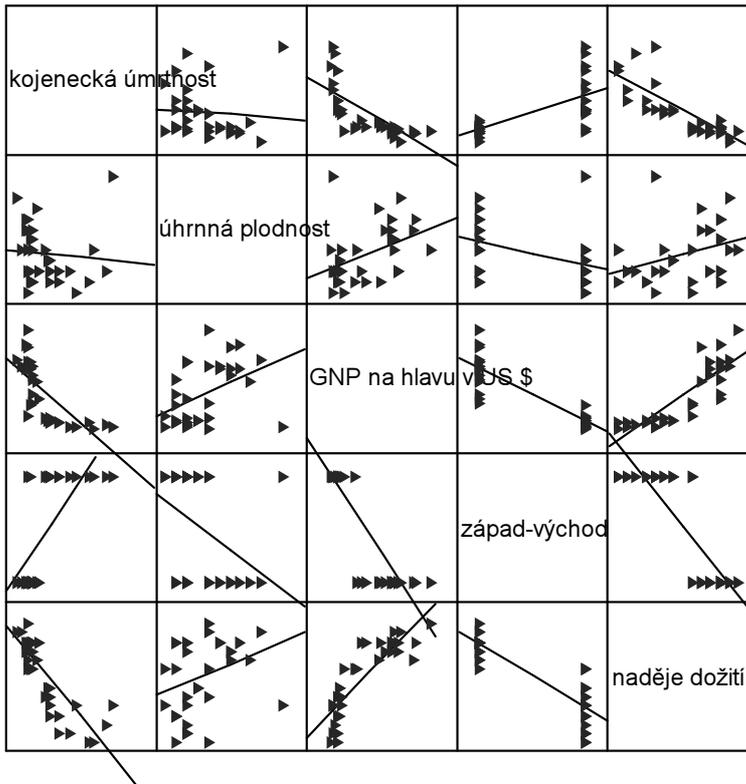 kojenecká úmrtnost
úhrnná plodnost
GNP na hlavu v US $
západ-východ
naděje dožití